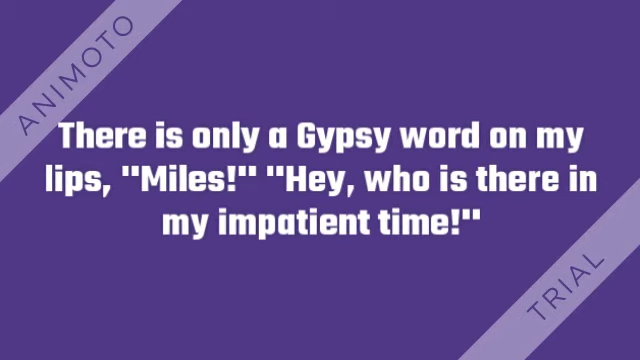 ANIMOTO
There is only a Gypsy word on my
lips, "Miles!" "Hey, who is there in
my impatient time!"
TRIAL